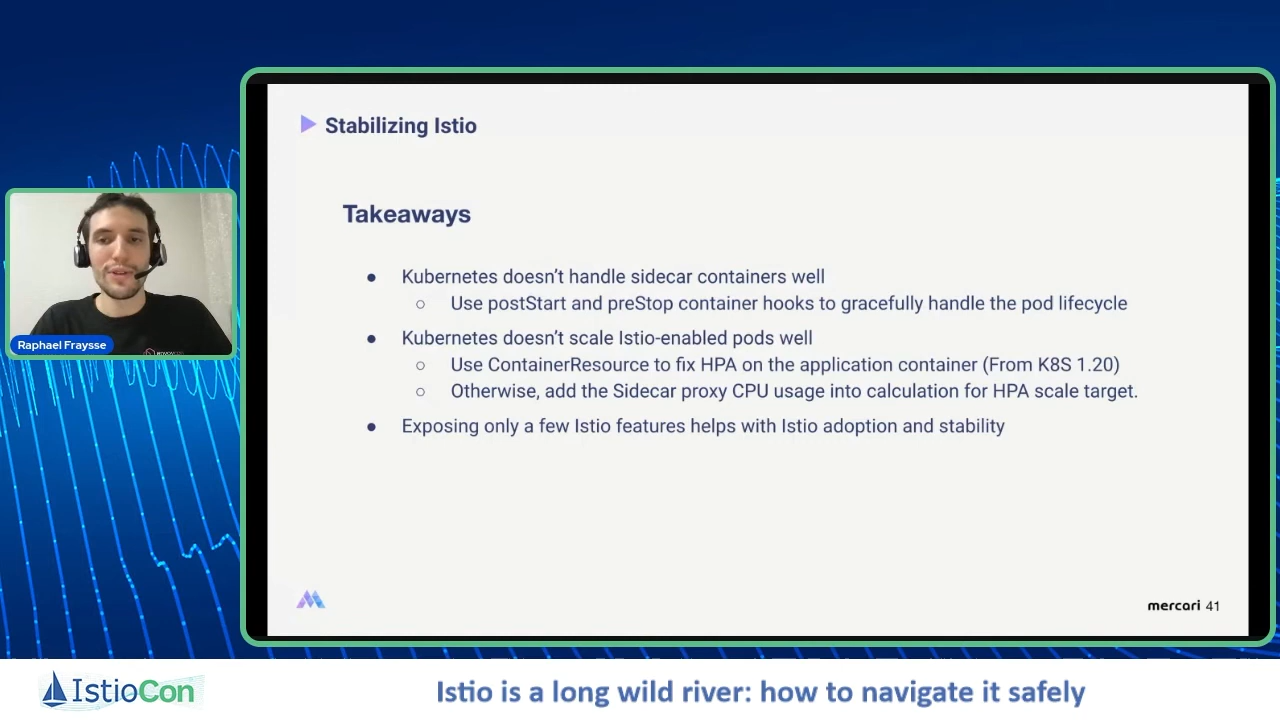 Stabilizing Istio
Takeaways
Kubernetes doesn't handle sidecar containers well
Use postStart and preStop container hooks to gracefully handle the pod lifecycle
Kubernetes doesn't scale Istio-enabled pods well
Use ContainerResource to fix HPA on the application container (From K8S 1.20)
Otherwise, add the Sidecar proxy CPU usage into calculation for HPA scale target.
Exposing only a few Istio features helps with Istio adoption and stability
Raphael Fraysse
mercari 41
IstioCon
Istio is a long wild river: how to navigate it safely